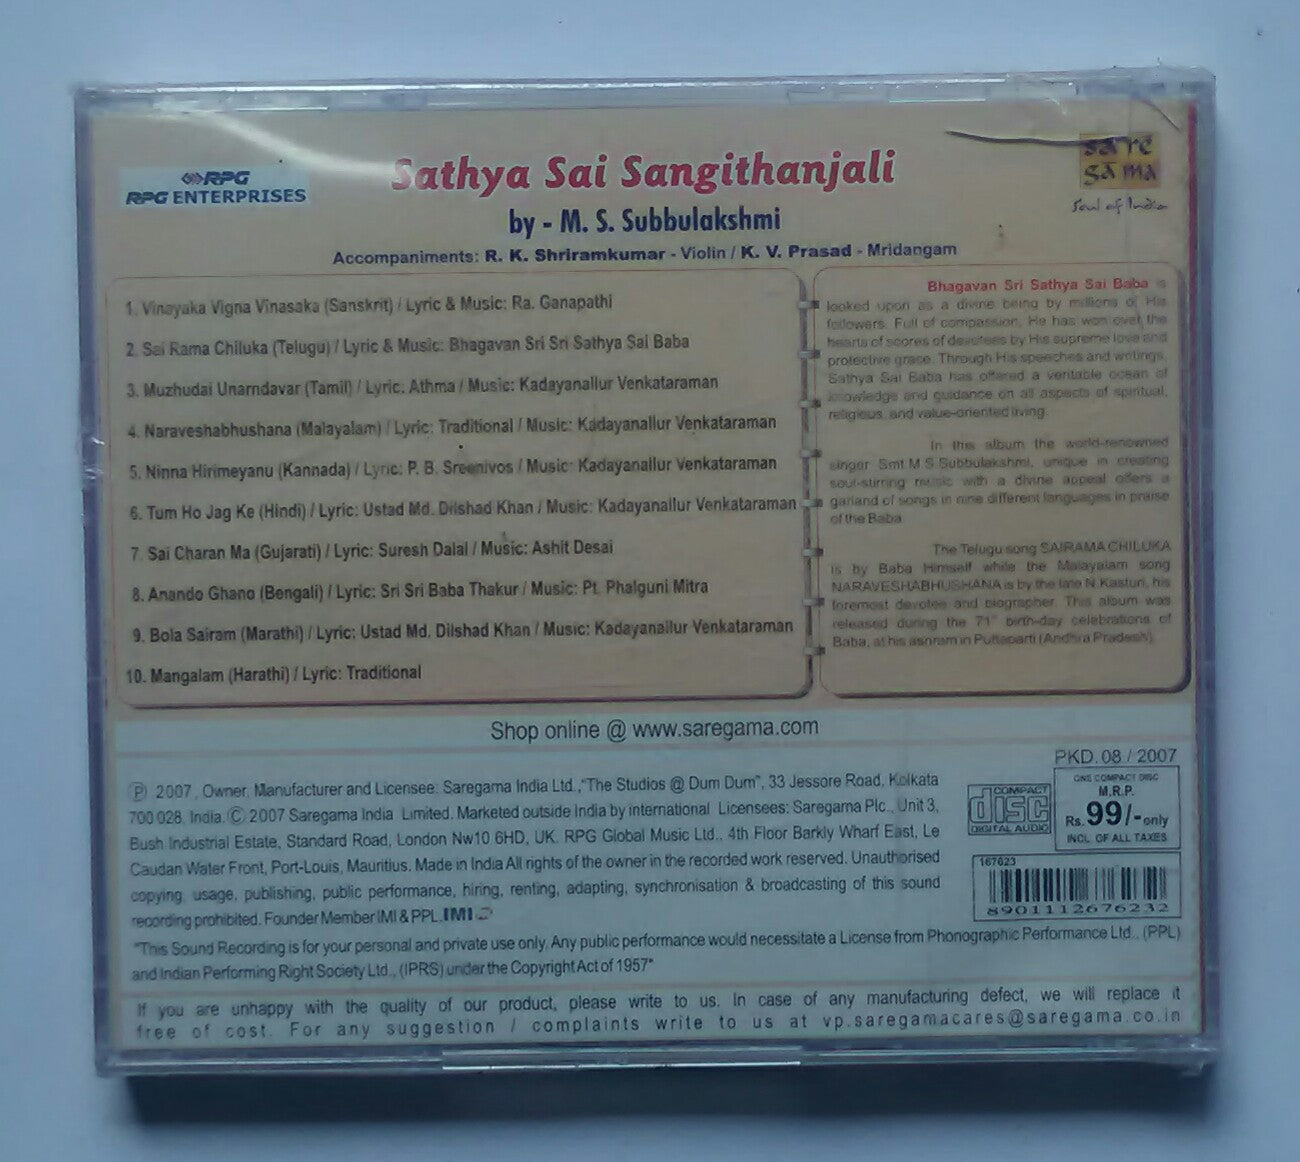 RPG
RPG ENTERPRISES
Sathya Sai Sangithanjali
by - M. S. Subbulakshmi
Accompaniments: R. K. Shriramkumar - Violin / K. V. Prasad - Mridangam
sa re
ga ma
Soul of India
1. Vinayaka Vigna Vinasaka (Sanskrit) / Lyric & Music: Ra. Ganapathi
2. Sai Rama Chiluka (Telugu) / Lyric & Music: Bhagavan Sri Sri Sathya Sai Baba
3. Muzhudai Unarndavar (Tamil) / Lyric: Athma / Music: Kadayanallur Venkataraman
4. Naraveshabhushana (Malayalam) / Lyric: Traditional / Music: Kadayanallur Venkataraman
5. Ninna Hirimeyanu (Kannada) / Lyric: P. B. Sreenivos / Music: Kadayanallur Venkataraman
6. Tum Ho Jag Ke (Hindi) / Lyric: Ustad Md. Dilshad Khan / Music: Kadayanallur Venkataraman
7. Sai Charan Ma (Gujarati) / Lyric: Suresh Dalal / Music: Ashit Desai
8. Anando Ghano (Bengali) / Lyric: Sri Sri Baba Thakur / Music: Pt. Phalguni Mitra
9. Bola Sairam (Marathi) / Lyric: Ustad Md. Dilshad Khan / Music: Kadayanallur Venkataraman
10. Mangalam (Harathi) / Lyric: Traditional
Bhagavan Sri Sathya Sai Baba is
looked upon as a divine being by millions of His
followers. Full of compassion, He has won over the
hearts of scores of devotees by His supreme love and
protective grace. Through His speeches and writings,
Sathya Sai Baba has offered a veritable ocean of
knowledge and guidance on all aspects of spiritual,
religious, and value-oriented living.
In this album the world-renowned
singer Smt M S Subbulakshmi, unique in creating
soul-stirring music with a divine appeal offers a
garland of songs in nine different languages in praise
of the Baba.
The Telugu song SAIRAMA CHILUKA
is by Baba Himself while the Malayalam song
NARAVESHABHUSHANA is by the late N. Kasturi, his
foremost devotee and biographer. This album was
released during the 71st birth-day celebrations of
Baba, at his ashram in Puttaparti (Andhra Pradesh).
Shop online @ www.saregama.com
PKD. 08 / 2007
Ⓟ 2007, Owner, Manufacturer and Licensee: Saregama India Ltd.,"The Studios @ Dum Dum", 33 Jessore Road, Kolkata
700 028, India. Ⓒ 2007 Saregama India Limited. Marketed outside India by international Licensees: Saregama Plc., Unit 3,
Bush Industrial Estate, Standard Road, London Nw10 6HD, UK. RPG Global Music Ltd., 4th Floor Barkly Wharf East, Le
Caudan Water Front, Port-Louis, Mauritius. Made in India All rights of the owner in the recorded work reserved. Unauthorised
copying, usage, publishing, public performance, hiring, renting, adapting, synchronisation & broadcasting of this sound
recording prohibited. Founder Member IMI & PPL. IMI
COMPACT
disc
DIGITAL AUDIO
ONE COMPACT DISC
M.R.P.
Rs. 99/- only
INCL. OF ALL TAXES
167623
8901112676232
"This Sound Recording is for your personal and private use only. Any public performance would necessitate a License from Phonographic Performance Ltd., (PPL)
and Indian Performing Right Society Ltd., (IPRS) under the Copyright Act of 1957"
If you are unhappy with the quality of our product, please write to us. In case of any manufacturing defect, we will replace it
free of cost. For any suggestion / complaints write to us at vp.saregamacares@saregama.co.in